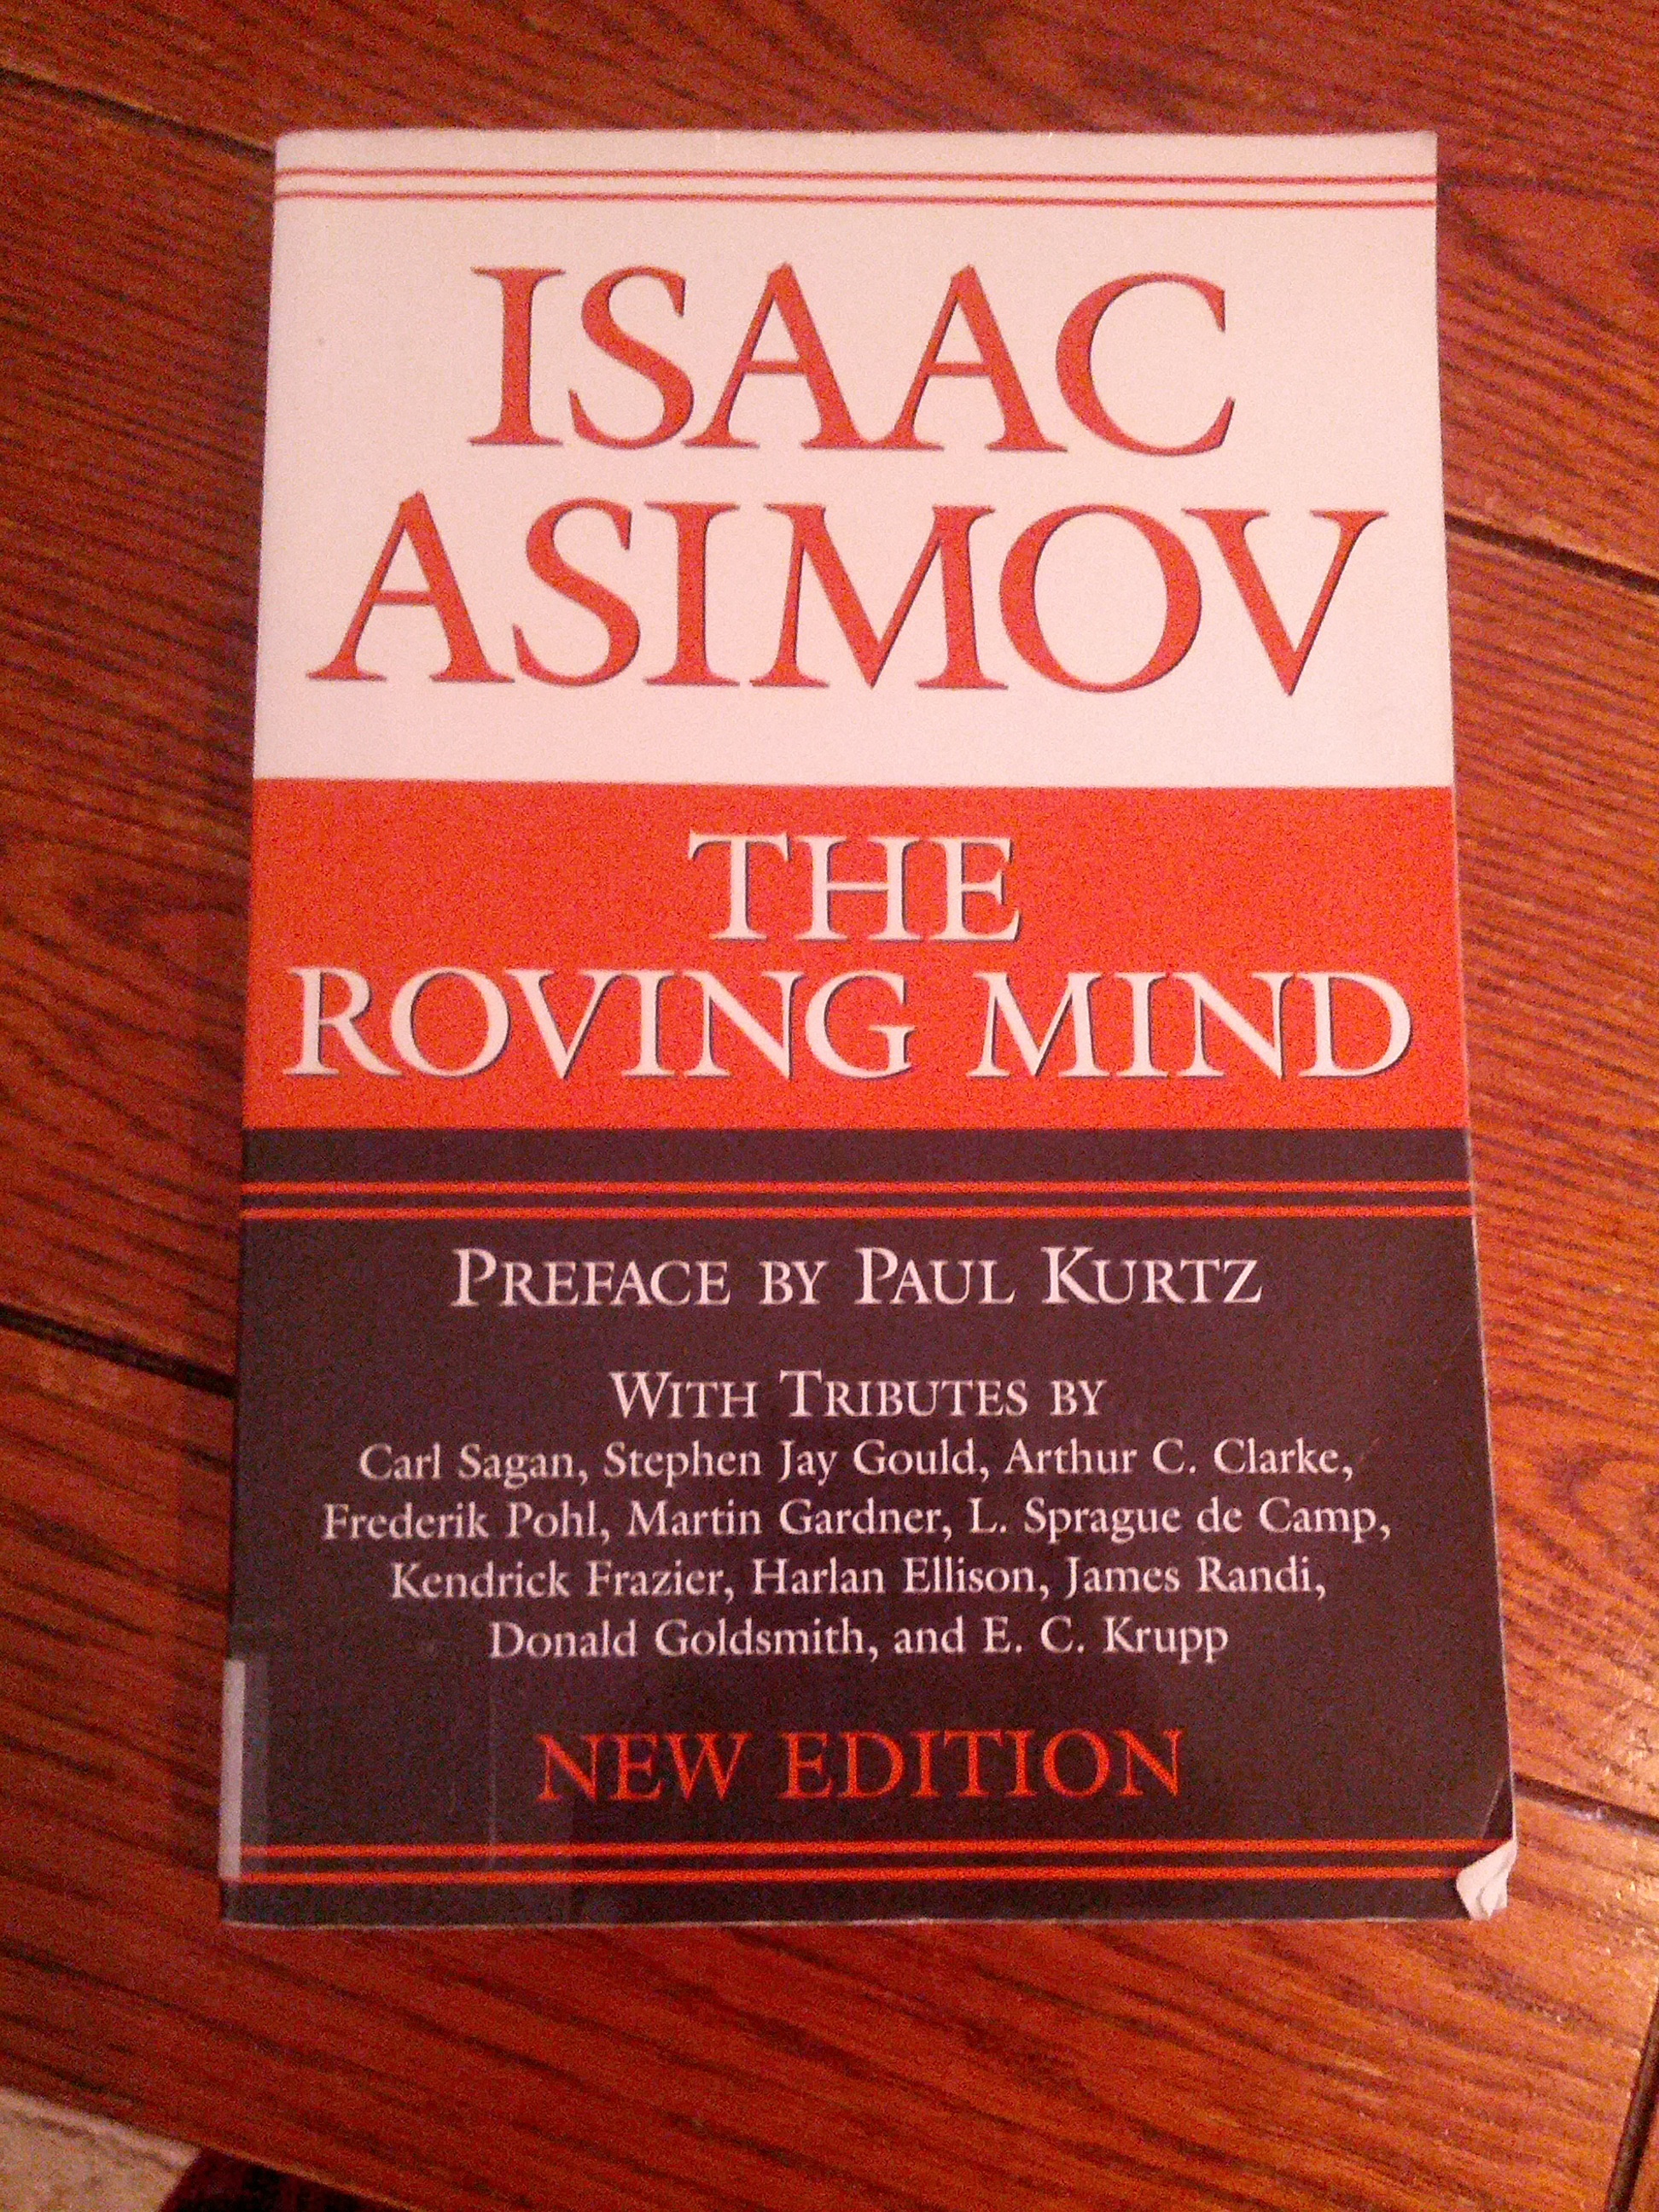 ISAAC
ASIMOV
THE
ROVING MIND
PREFACE BY PAUL KURTZ
WITH TRIBUTES BY
Carl Sagan, Stephen Jay Gould, Arthur C. Clarke,
Frederik Pohl, Martin Gardner, L. Sprague de Camp,
Kendrick Frazier, Harlan Ellison, James Randi,
Donald Goldsmith, and E. C. Krupp
NEW EDITION